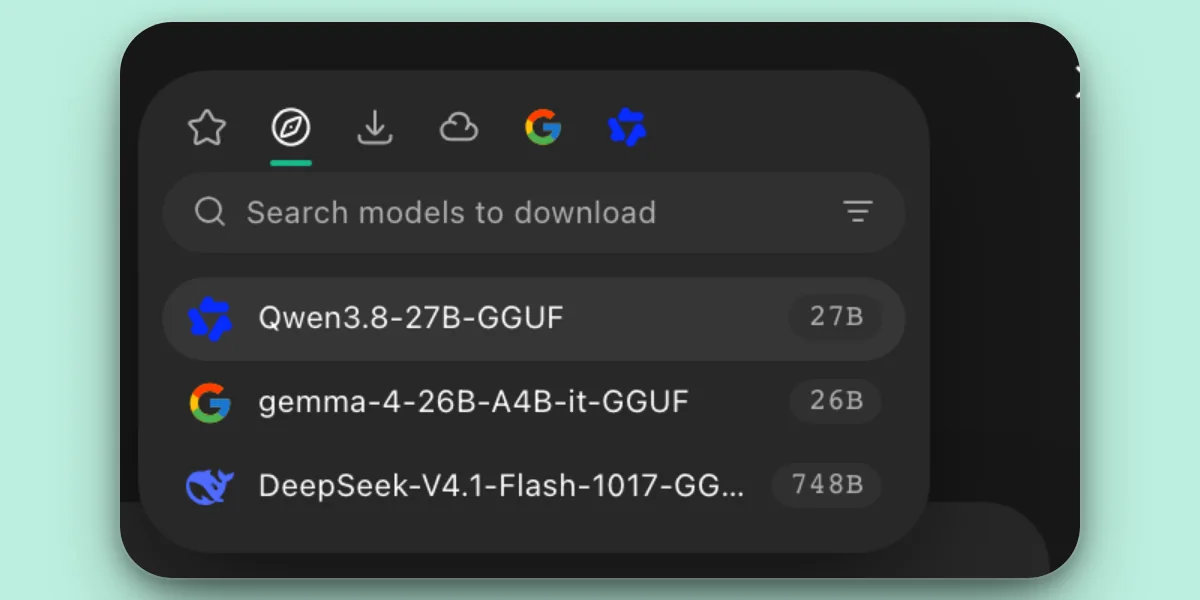 Search models to download
Qwen3.8-27B-GGUF 27B
gemma-4-26B-A4B-it-GGUF 26B
DeepSeek-V4.1-Flash-1017-GG... 748B